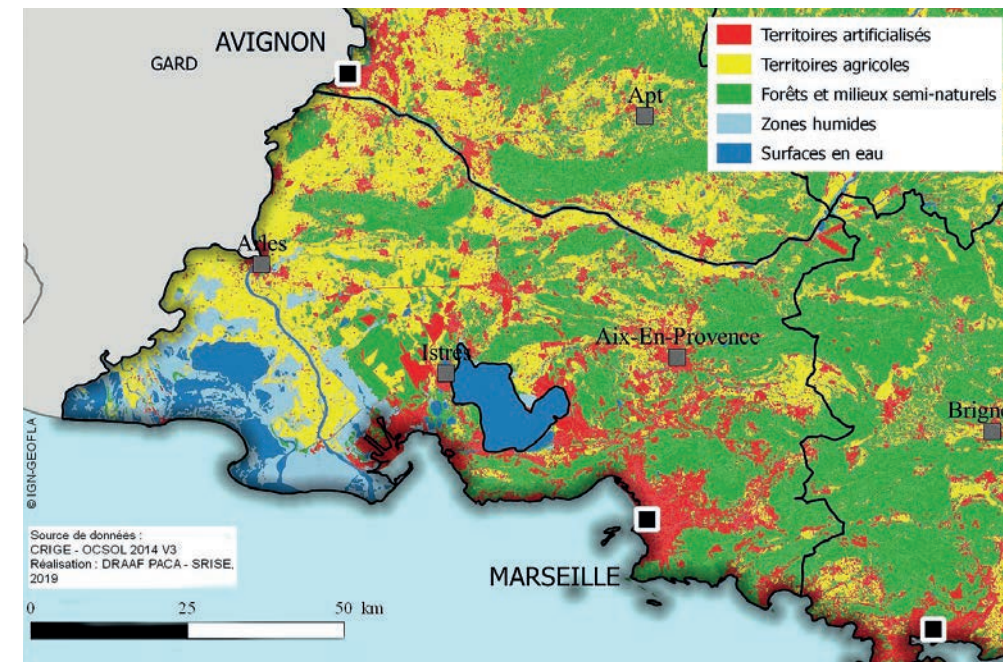 AVIGNON
GARD
Apt
Territoires artificialisés
Territoires agricoles
Forêts et milieux semi-naturels
Zones humides
Surfaces en eau
Arles
Istres
Aix-En-Provence
Brigno
© IGN-GEOFLA
Source de données :
CRIGE - OCSOL 2014 V3
Réalisation : DRAAF PACA - SRISE,
2019
MARSEILLE
0 25 50 km